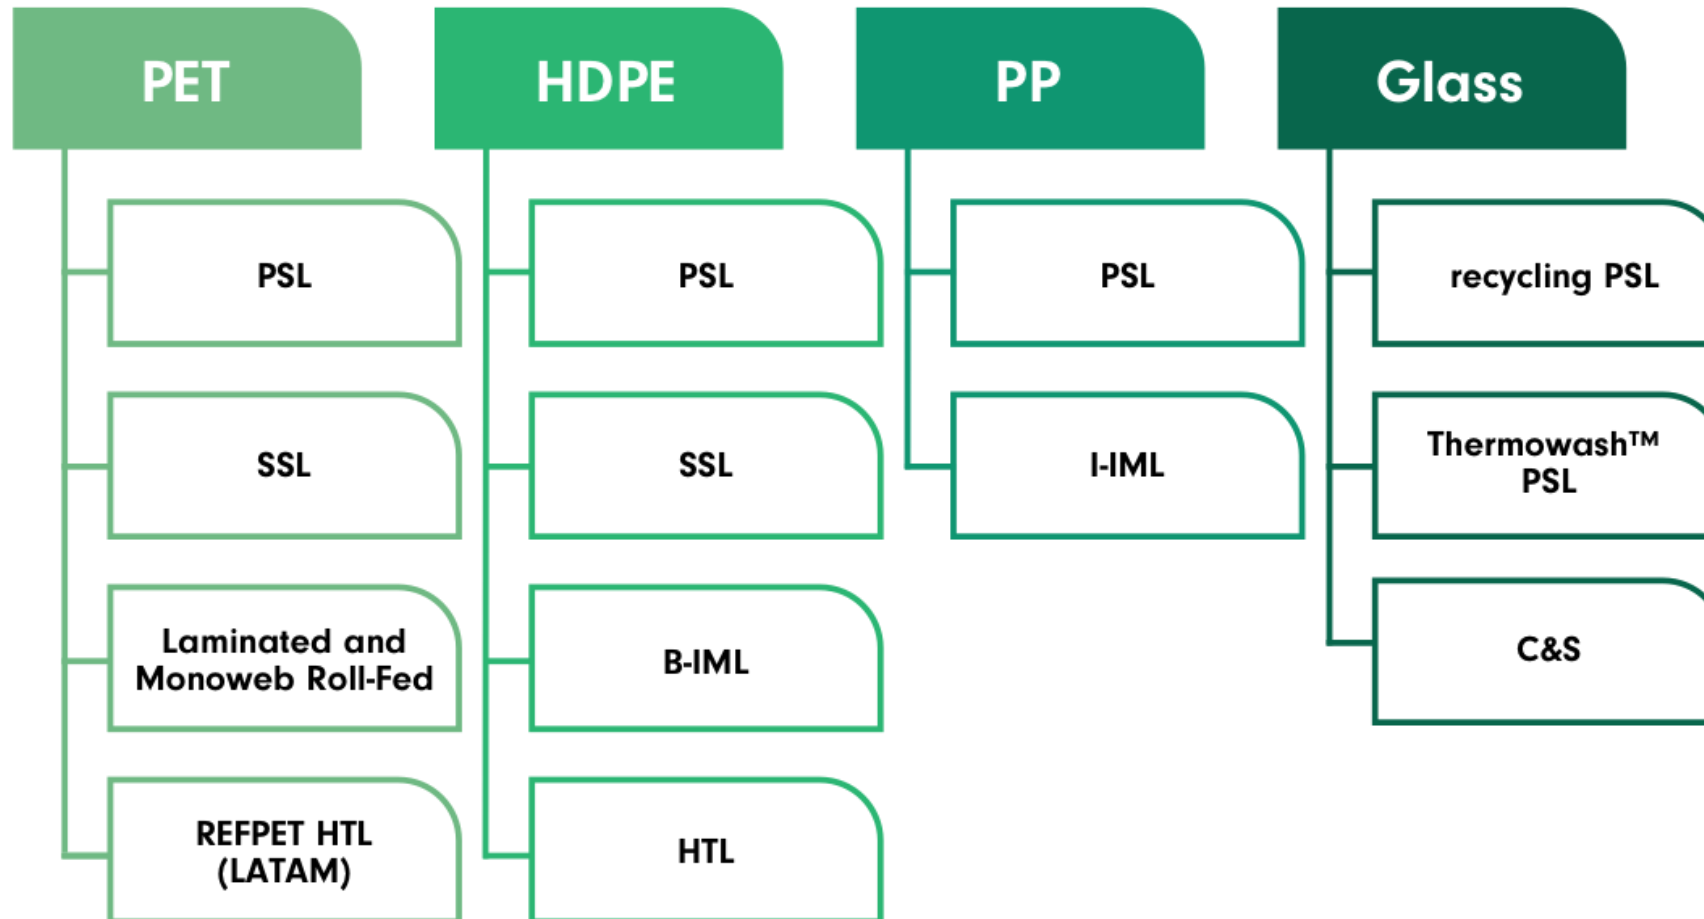 PET
PSL
SSL
Laminated and
Monoweb Roll-Fed
REFPET HTL
(LATAM)
HDPE
PSL
SSL
B-IML
HTL
PP
PSL
I-IML
Glass
recycling PSL
Thermowash™
PSL
C&S